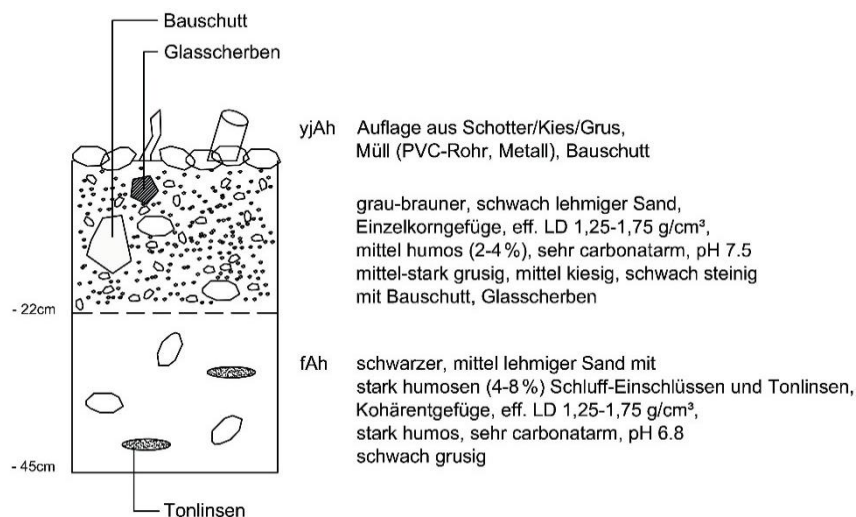 Bauschutt
Glasscherben
yjAh Auflage aus Schotter/Kies/Grus,
Müll (PVC-Rohr, Metall), Bauschutt
grau-brauner, schwach lehmiger Sand,
Einzelkorngefüge, eff. LD 1,25-1,75 g/cm³,
mittel humos (2-4 %), sehr carbonatarm, pH 7.5
mittel-stark grusig, mittel kiesig, schwach steinig
mit Bauschutt, Glasscherben
- 22cm
fAh schwarzer, mittel lehmiger Sand mit
stark humosen (4-8 %) Schluff-Einschlüssen und Tonlinsen,
Kohärentgefüge, eff. LD 1,25-1,75 g/cm³,
stark humos, sehr carbonatarm, pH 6.8
schwach grusig
- 45cm
Tonlinsen